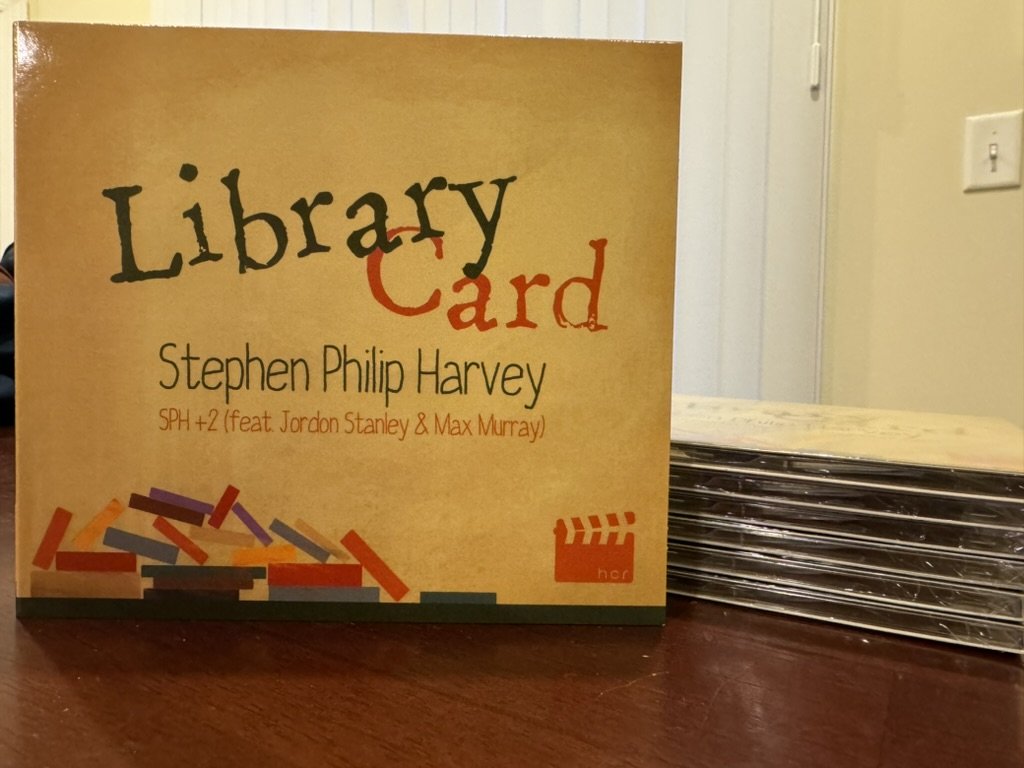 Library
Card
Stephen Philip Harvey
SPH +2 (feat. Jordon Stanley & Max Murray)
hcr